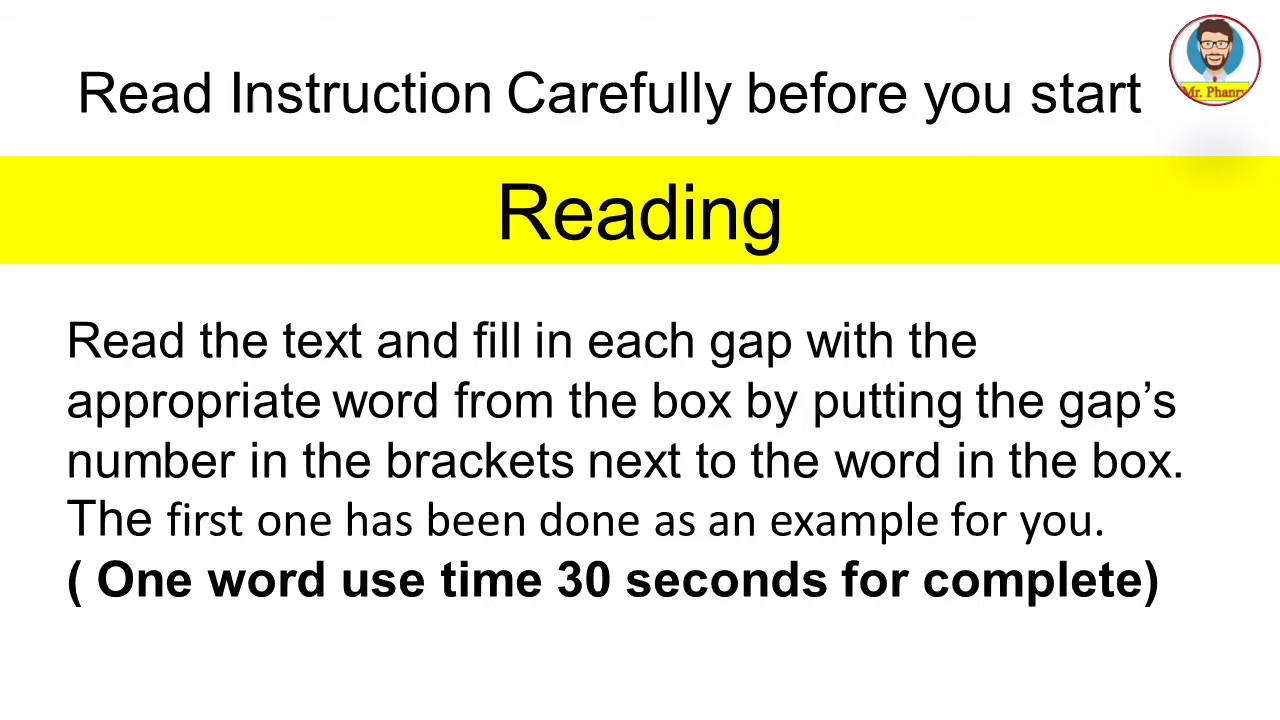 Read Instruction Carefully before you start
Mr. Phanry
Reading
Read the text and fill in each gap with the
appropriate word from the box by putting the gap’s
number in the brackets next to the word in the box.
The first one has been done as an example for you.
( One word use time 30 seconds for complete)